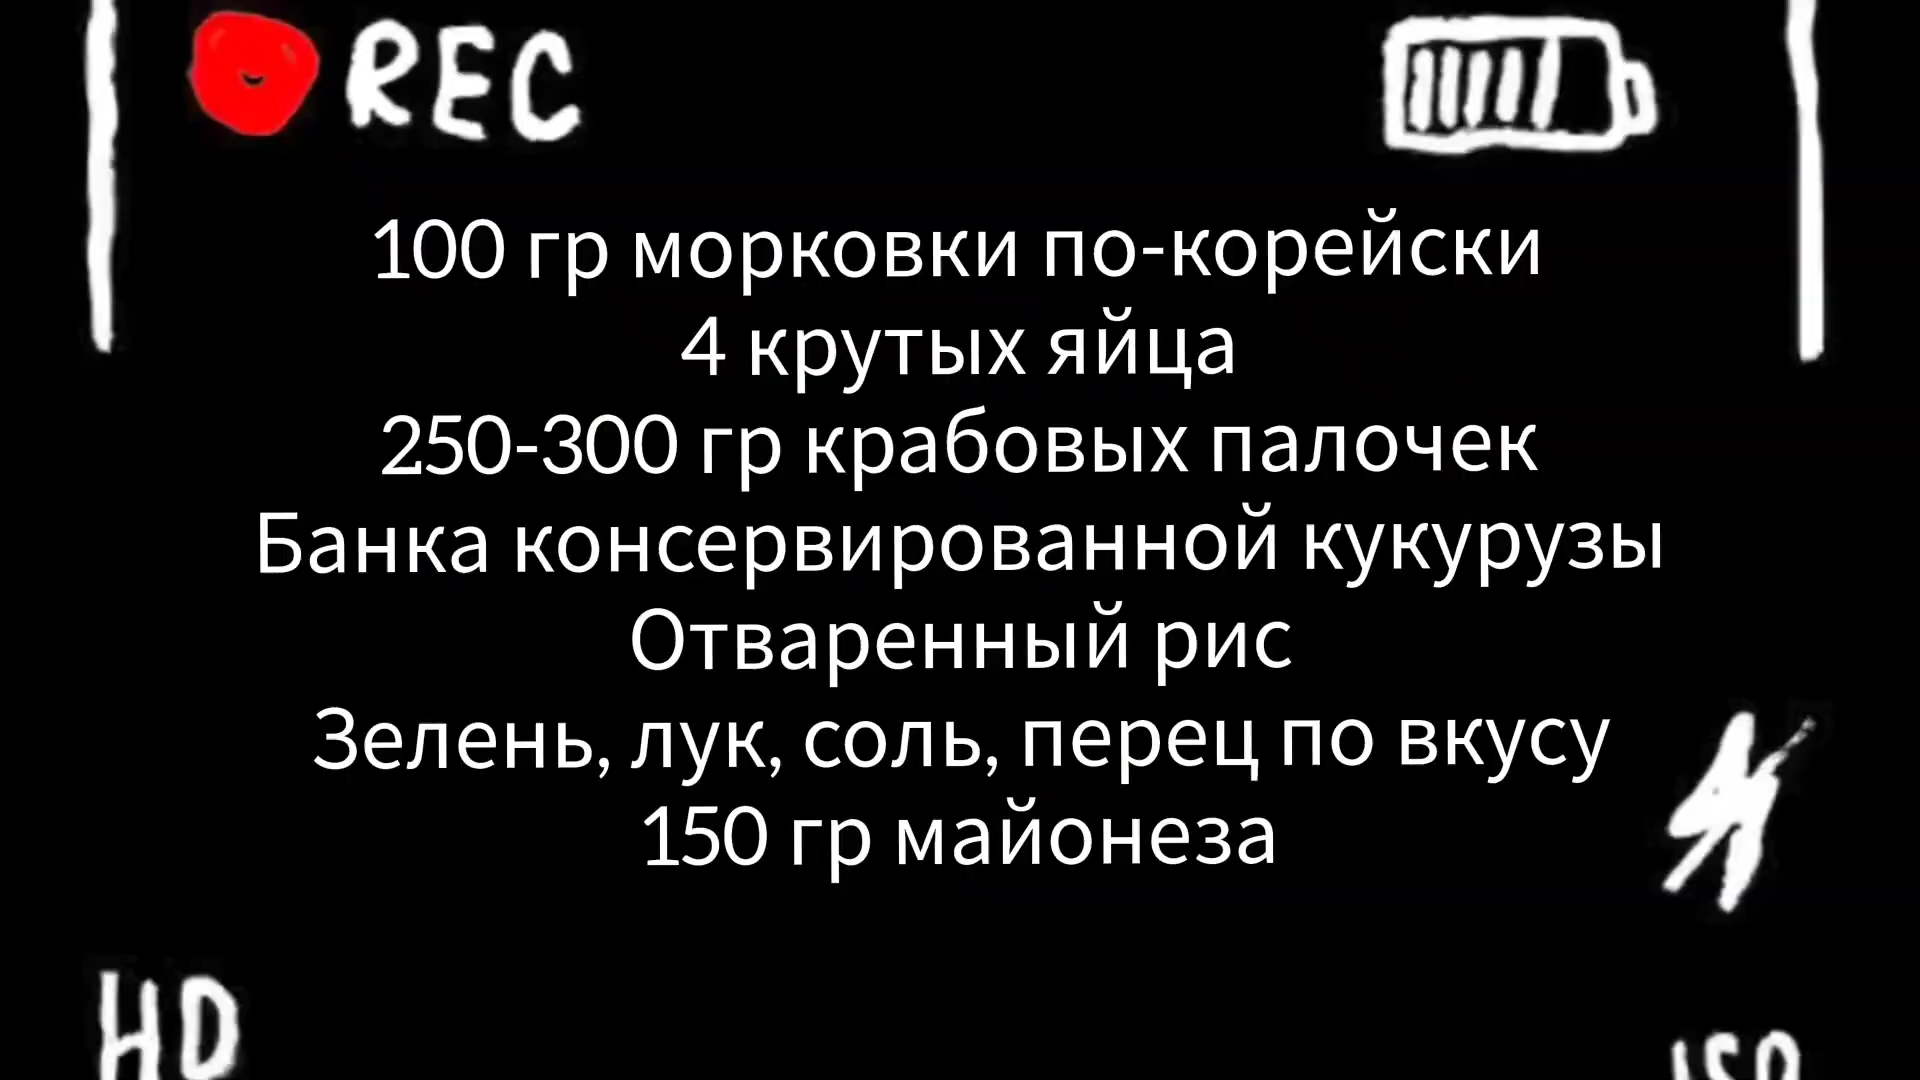 REC
100 гр морковки по-корейски
4 крутых яйца
250-300 гр крабовых палочек
Банка консервированной кукурузы
Отваренный рис
Зелень, лук, соль, перец по вкусу
150 гр майонеза
HD
ISO